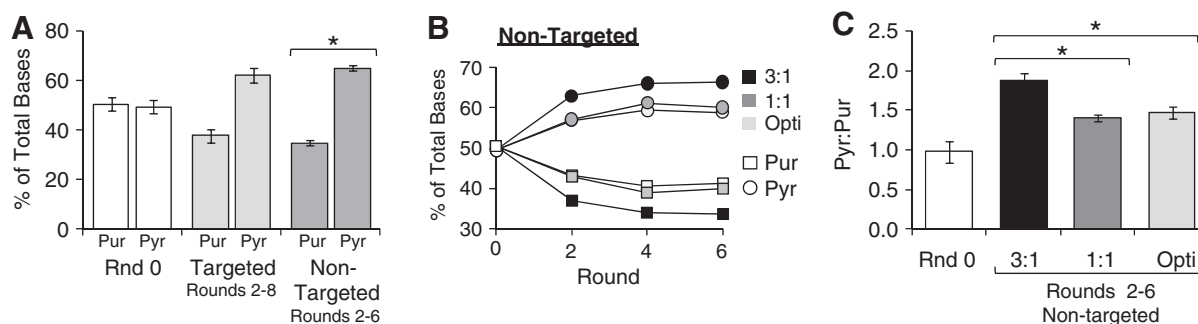 A
% of Total Bases
80
60
40
20
0
*
Pur Pyr Pur Pyr Pur Pyr
Rnd 0
Targeted
Rounds 2-8
Non-
Targeted
Rounds 2-6
B
Non-Targeted
% of Total Bases
70
60
50
40
30
0 2 4 6
Round
3:1
1:1
Opti
Pur
Pyr
C
Pyr:Pur
2.5
2.0
1.5
1.0
0.5
0.0
*
*
Rnd 0 3:1 1:1 Opti
Rounds 2-6
Non-targeted